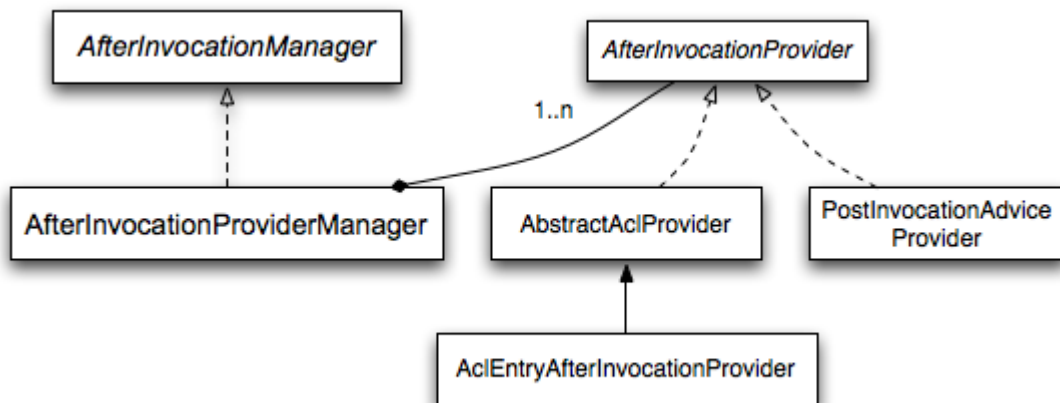 AfterInvocationManager
AfterInvocationProvider
1..n
AfterInvocationProviderManager
AbstractAclProvider
PostInvocationAdvice
Provider
AclEntryAfterInvocationProvider